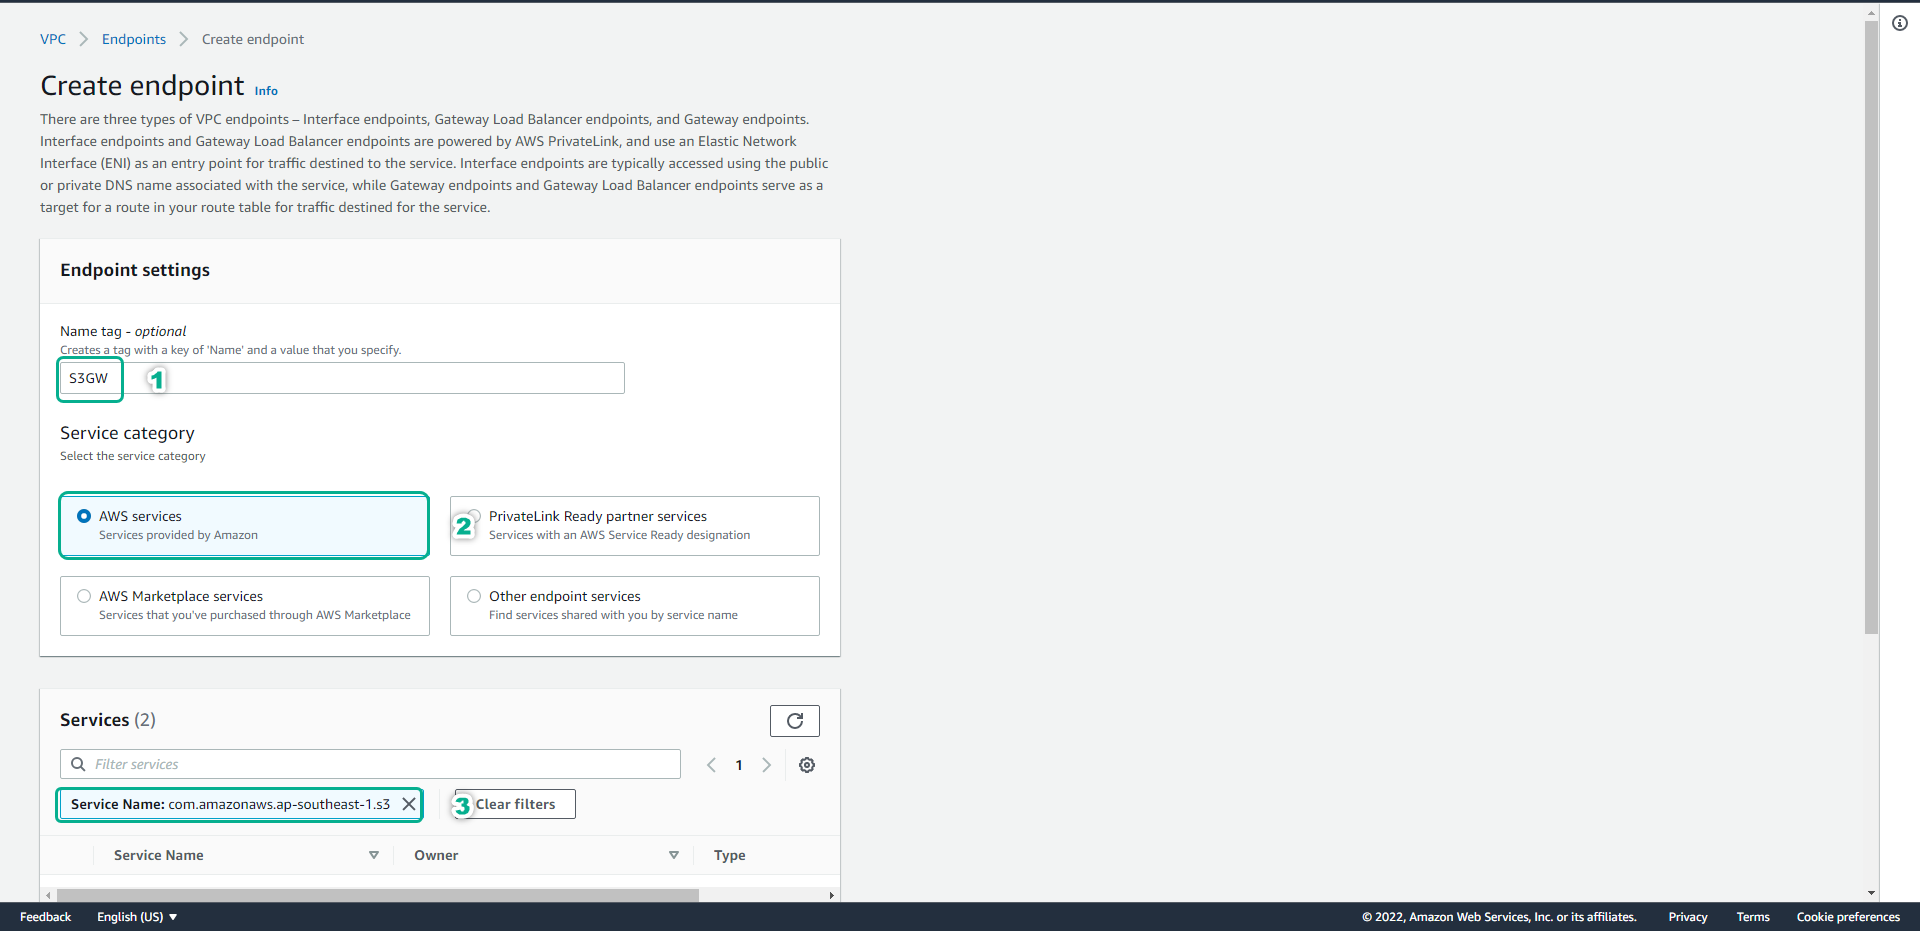 VPC > Endpoints > Create endpoint
Create endpoint Info
There are three types of VPC endpoints – Interface endpoints, Gateway Load Balancer endpoints, and Gateway endpoints.
Interface endpoints and Gateway Load Balancer endpoints are powered by AWS PrivateLink, and use an Elastic Network
Interface (ENI) as an entry point for traffic destined to the service. Interface endpoints are typically accessed using the public
or private DNS name associated with the service, while Gateway endpoints and Gateway Load Balancer endpoints serve as a
target for a route in your route table for traffic destined for the service.
Endpoint settings
Name tag - optional
Creates a tag with a key of 'Name' and a value that you specify.
S3GW 1
Service category
Select the service category
AWS services
Services provided by Amazon
2 PrivateLink Ready partner services
Services with an AWS Service Ready designation
AWS Marketplace services
Services that you've purchased through AWS Marketplace
Other endpoint services
Find services shared with you by service name
Services (2)
Filter services
1
Service Name: com.amazonaws.ap-southeast-1.s3
3 Clear filters
Service Name Owner Type
Feedback English (US) © 2022, Amazon Web Services, Inc. or its affiliates. Privacy Terms Cookie preferences